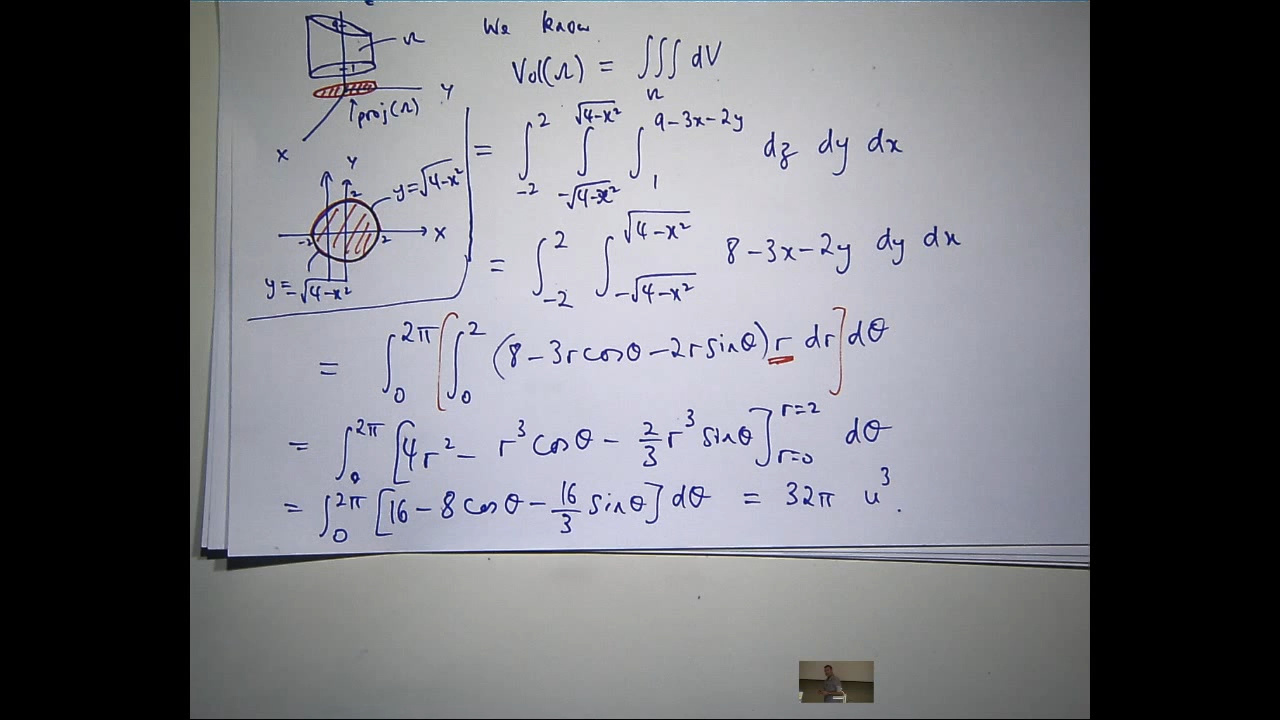 We know
Vol(Ω) = ∭_Ω dV
Ω
Y
↑proj(Ω)
X
= ∫_{-2}^{2} ∫_{-√(4-x²)}^{√(4-x²)} ∫_{1}^{9-3x-2y} dz dy dx
Y
2
y=√(4-x²)
-2
2
X
y=-√(4-x²)
= ∫_{-2}^{2} ∫_{-√(4-x²)}^{√(4-x²)} 8-3x-2y dy dx
= ∫_{0}^{2π} [∫_{0}^{2} (8-3r cosθ-2r sinθ) r dr] dθ
= ∫_{0}^{2π} [4r² - r³ cosθ - 2/3 r³ sinθ]_{r=0}^{r=2} dθ
= ∫_{0}^{2π} [16 - 8 cosθ - 16/3 sinθ] dθ = 32π u³.